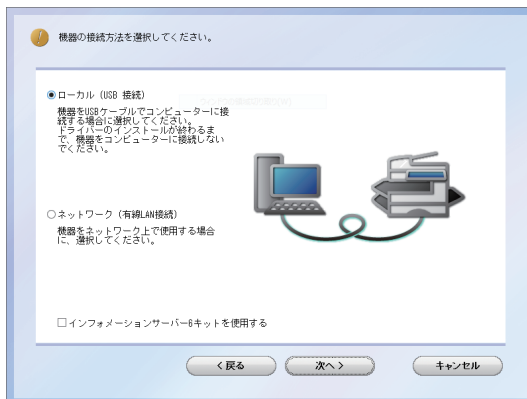 機器の接続方法を選択してください。
ローカル (USB 接続)
機器をUSBケーブルでコンピューターに接
続する場合に選択してください。
ドライバーのインストールが終わるま
で、機器をコンピューターに接続しない
でください。
ネットワーク (有線LAN接続)
機器をネットワーク上で使用する場合
に、選択してください。
インフォメーションサーバー6キットを使用する
< 戻る
次へ >
キャンセル